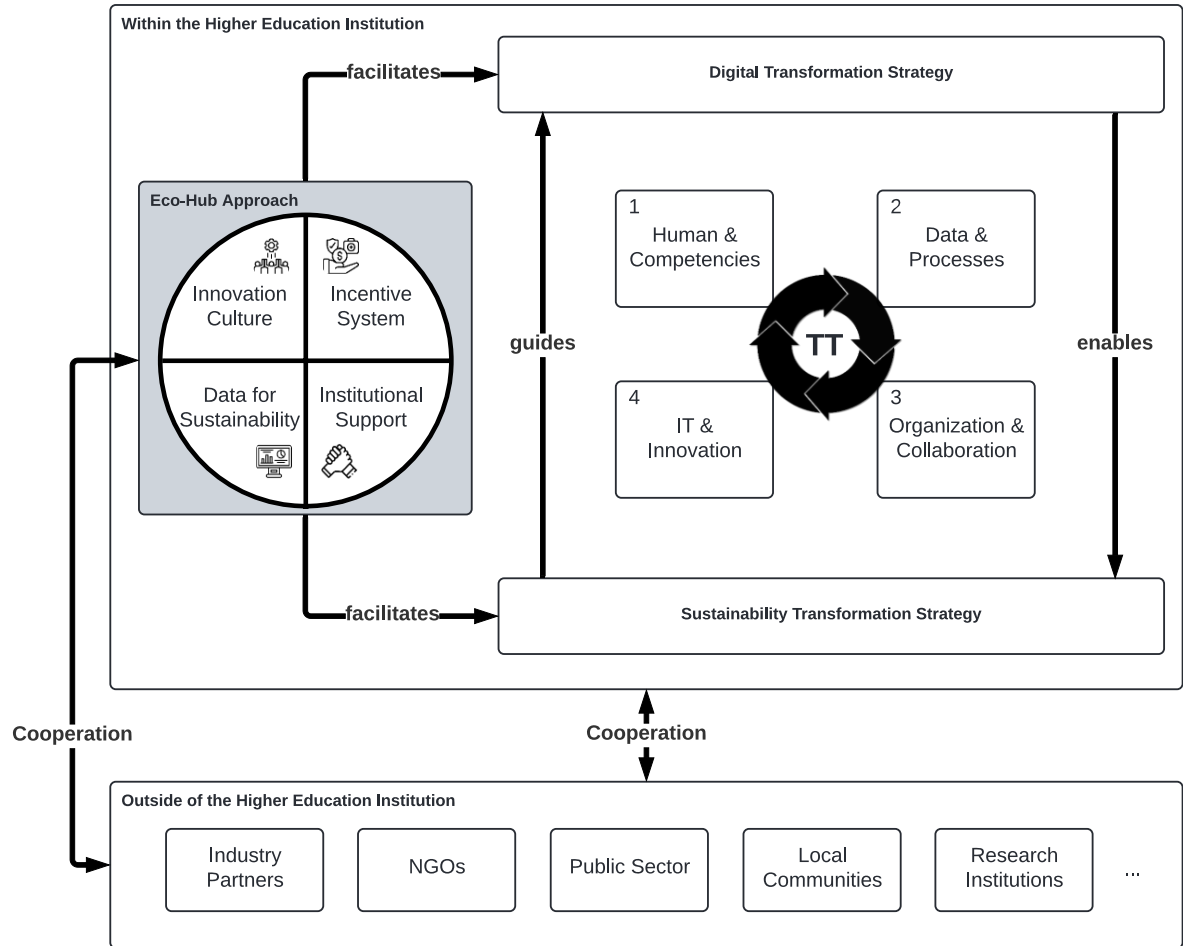 Within the Higher Education Institution
facilitates
Digital Transformation Strategy
Eco-Hub Approach
Innovation
Culture
Incentive
System
Data for
Sustainability
Institutional
Support
guides
1
Human &
Competencies
2
Data &
Processes
TT
4
IT &
Innovation
3
Organization &
Collaboration
enables
facilitates
Sustainability Transformation Strategy
Cooperation
Cooperation
Outside of the Higher Education Institution
Industry
Partners
NGOs
Public Sector
Local
Communities
Research
Institutions
...